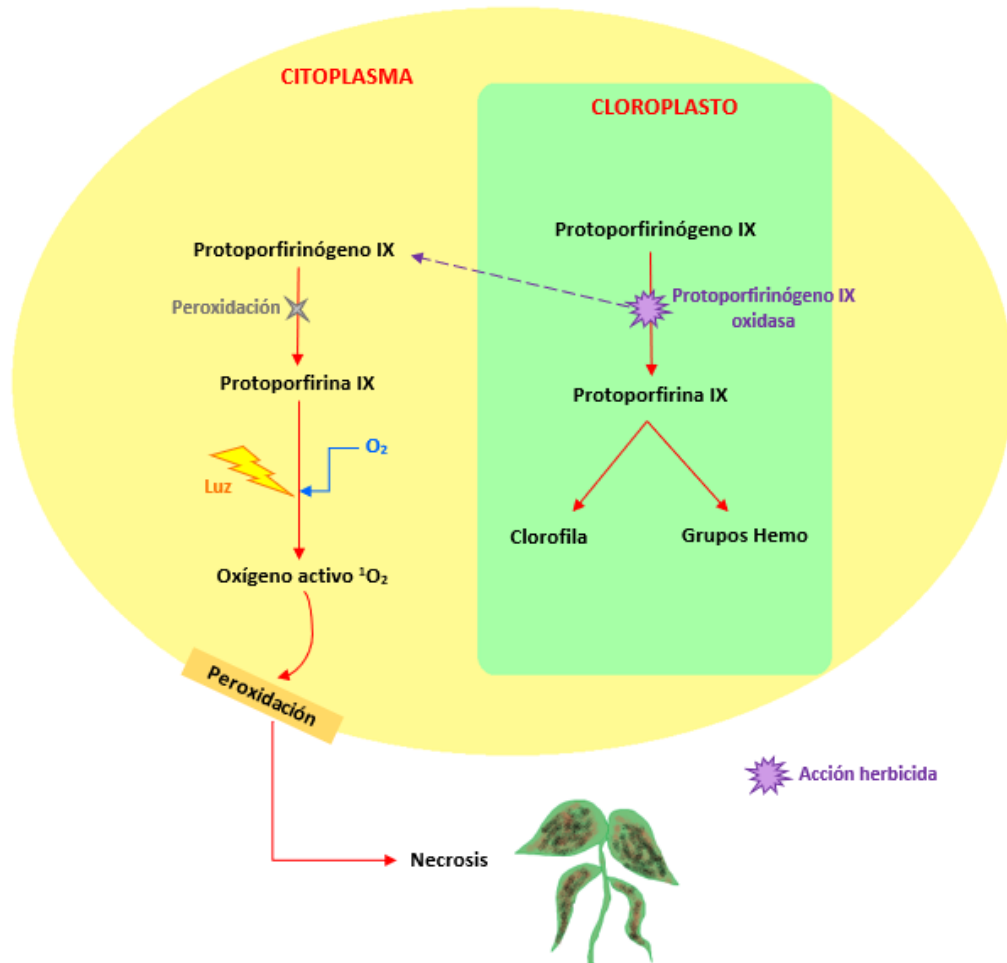 CITOPLASMA
CLOROPLASTO
Protoporfirinógeno IX
Peroxidación
Protoporfirina IX
O₂
Luz
Oxígeno activo ¹O₂
Peroxidación
Protoporfirinógeno IX
Protoporfirinógeno IX
oxidasa
Protoporfirina IX
Clorofila
Grupos Hemo
Acción herbicida
Necrosis